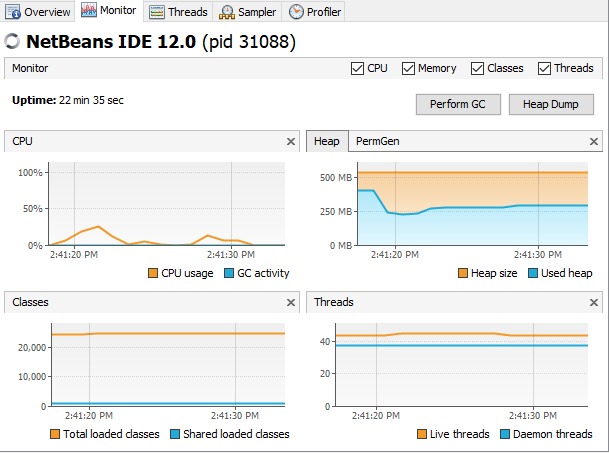 Overview Monitor Threads Sampler Profiler
NetBeans IDE 12.0 (pid 31088)
Monitor CPU Memory Classes Threads
Uptime: 22 min 35 sec Perform GC Heap Dump
CPU
100%
50%
0%
2:41:20 PM 2:41:30 PM
CPU usage GC activity
Heap PermGen
500 MB
250 MB
0 MB
2:41:20 PM 2:41:30 PM
Heap size Used heap
Classes
20,000
10,000
0
2:41:20 PM 2:41:30 PM
Total loaded classes Shared loaded classes
Threads
40
20
0
2:41:20 PM 2:41:30 PM
Live threads Daemon threads